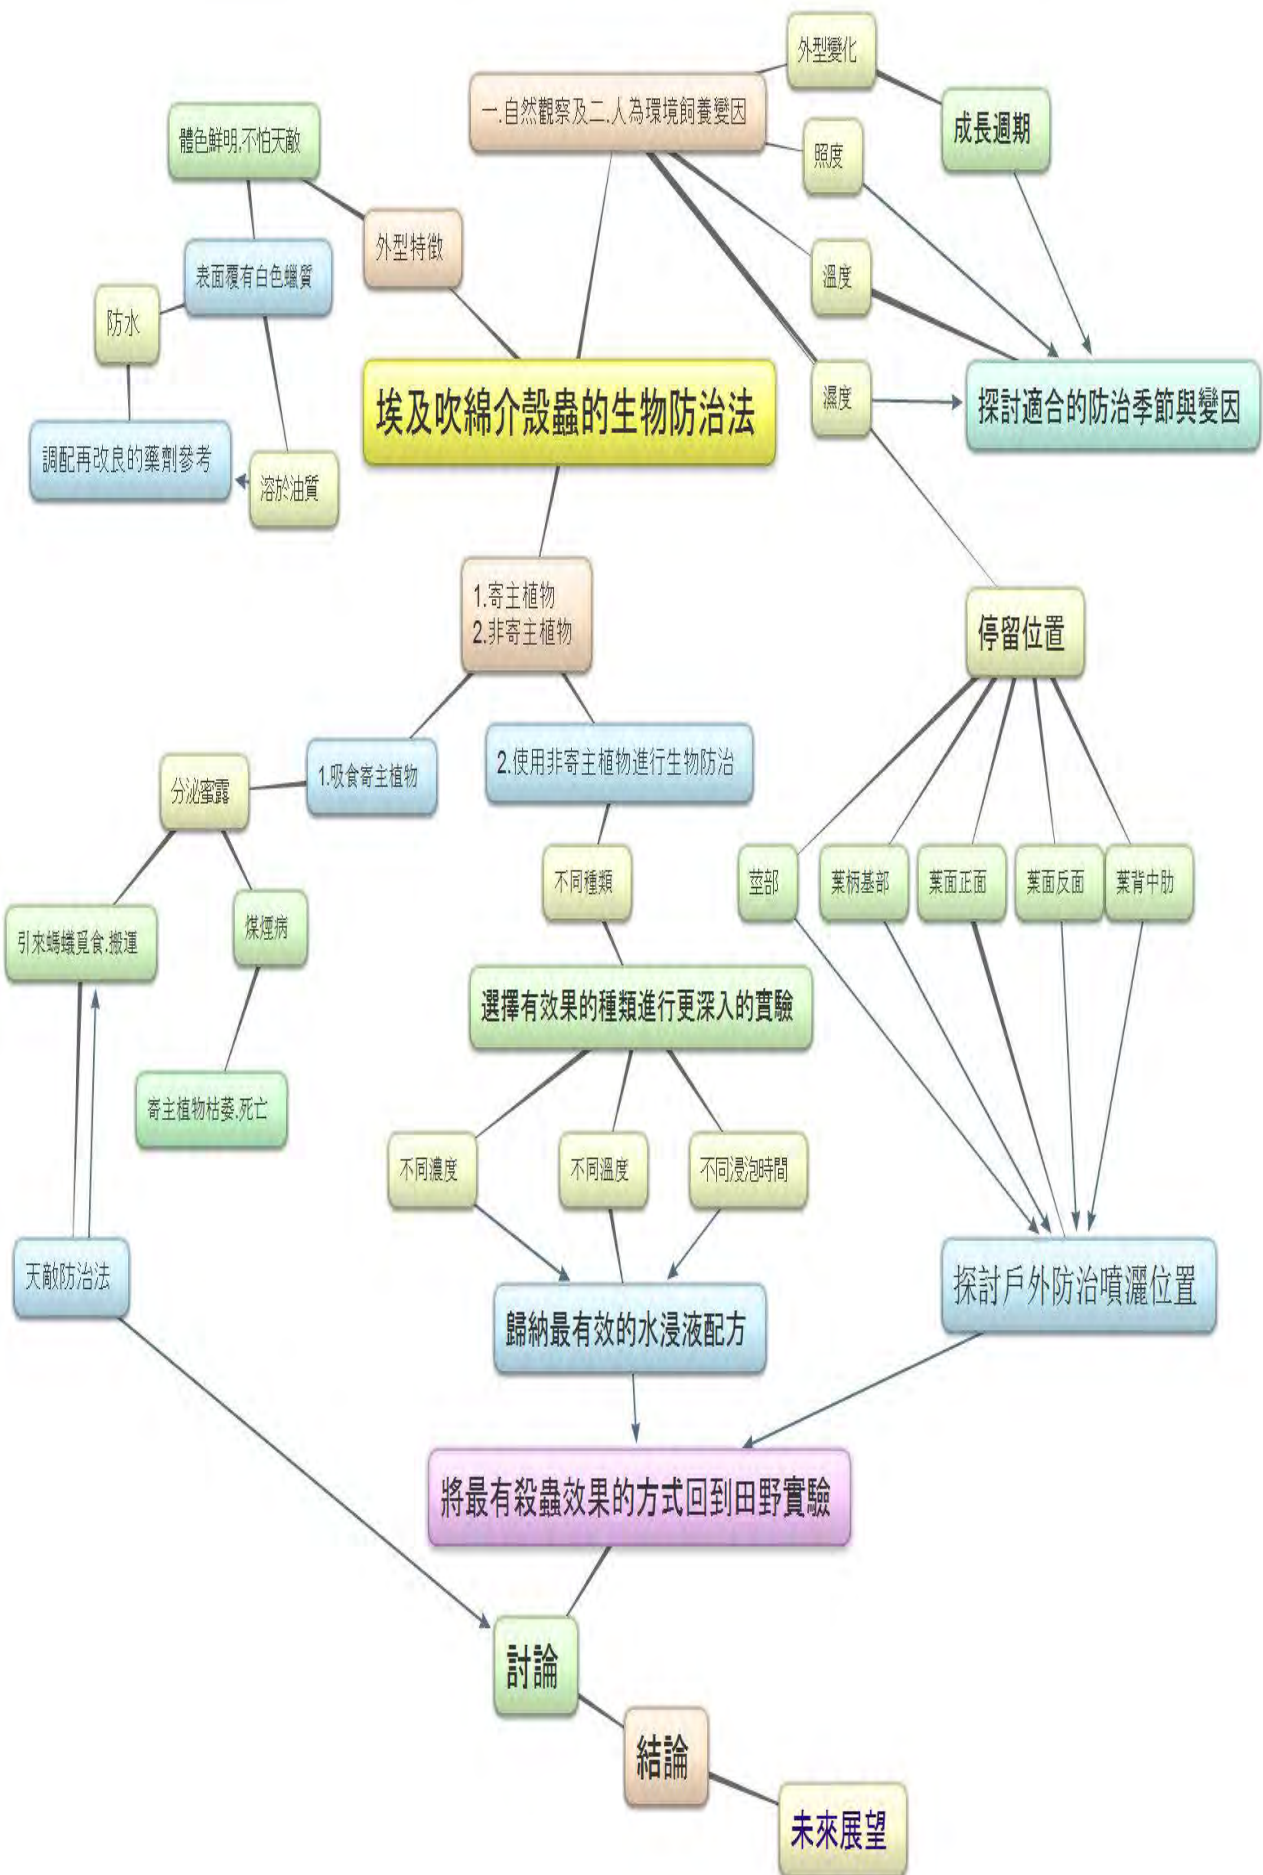 外型變化
一.自然觀察及二.人為環境飼養變因
成長週期
體色鮮明,不怕天敵
照度
外型特徵
表面覆有白色蠟質
溫度
防水
埃及吹綿介殼蟲的生物防治法
濕度
探討適合的防治季節與變因
調配再改良的藥劑參考
溶於油質
1.寄主植物
2.非寄主植物
停留位置
分泌蜜露
1.吸食寄主植物
2.使用非寄主植物進行生物防治
不同種類
莖部
葉柄基部
葉面正面
葉面反面
葉背中肋
引來螞蟻覓食.搬運
煤煙病
選擇有效果的種類進行更深入的實驗
寄主植物枯萎.死亡
不同濃度
不同溫度
不同浸泡時間
天敵防治法
歸納最有效的水浸液配方
探討戶外防治噴灑位置
將最有殺蟲效果的方式回到田野實驗
討論
結論
未來展望